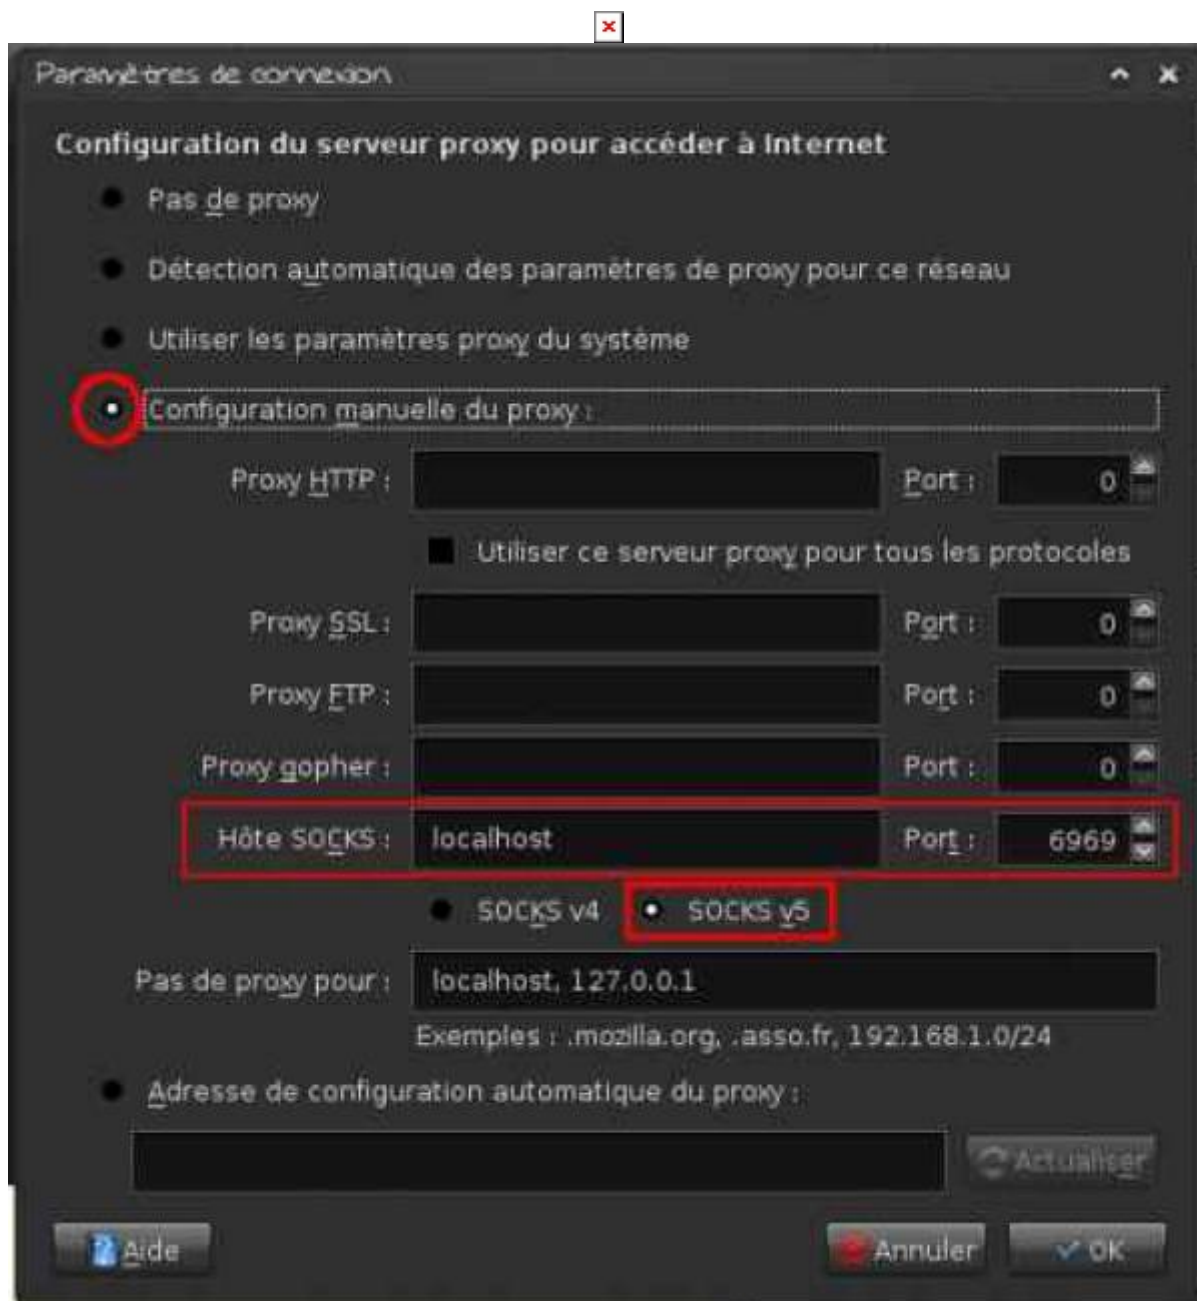 Paramètres de connexion
Configuration du serveur proxy pour accéder à Internet
Pas de proxy
Détection automatique des paramètres de proxy pour ce réseau
Utiliser les paramètres proxy du système
Configuration manuelle du proxy :
Proxy HTTP : Port : 0
Utiliser ce serveur proxy pour tous les protocoles
Proxy SSL : Port : 0
Proxy FTP : Port : 0
Proxy gopher : Port : 0
Hôte SOCKS : localhost Port : 6969
SOCKS v4 SOCKS v5
Pas de proxy pour : localhost, 127.0.0.1
Exemples : .mozilla.org, .asso.fr, 192.168.1.0/24
Adresse de configuration automatique du proxy :
Actualiser
Aide Annuler OK